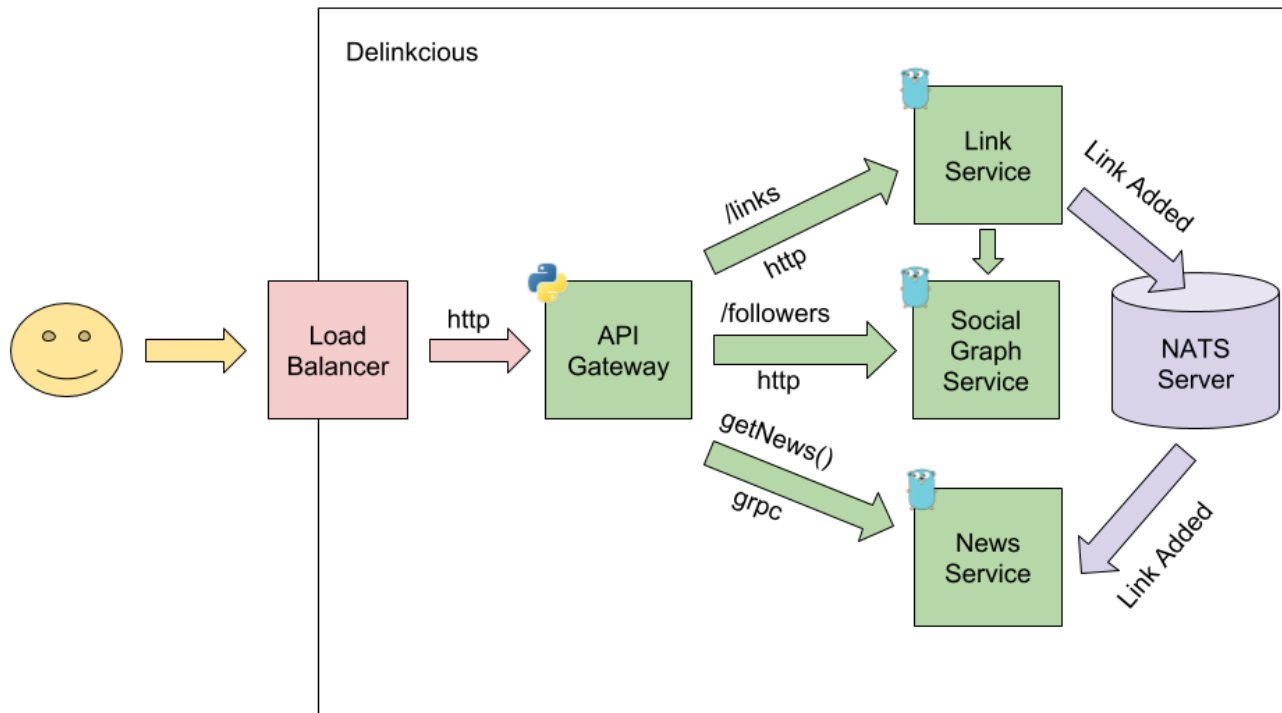 Delinkcious
Link
Service
Link Added
/links
http
Load
Balancer
http
API
Gateway
/followers
http
Social
Graph
Service
NATS
Server
getNews()
grpc
News
Service
Link Added